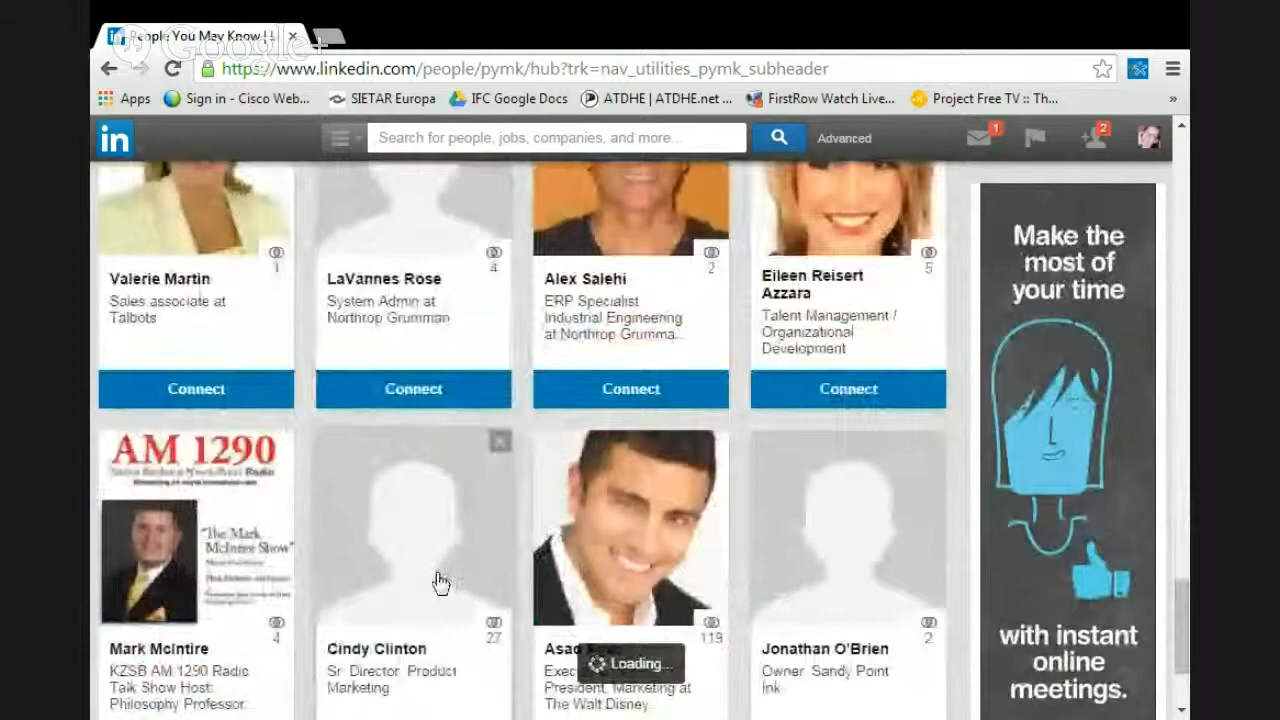 People You May Know | L
Google+
https://www.linkedin.com/people/pymk/hub?trk=nav_utilities_pymk_subheader
Apps
Sign in - Cisco Web...
SIETAR Europa
IFC Google Docs
ATDHE | ATDHE.net ...
FirstRow Watch Live...
Project Free TV :: Th...
»
in
Search for people, jobs, companies, and more...
Advanced
1
2
1
Valerie Martin
Sales associate at
Talbots
Connect
4
LaVannes Rose
System Admin at
Northrop Grumman
Connect
2
Alex Salehi
ERP Specialist
Industrial Engineering
at Northrop Grumma...
Connect
5
Eileen Reisert
Azzara
Talent Management /
Organizational
Development
Connect
AM 1290
Radio
"The Mark
McIntire Show"
4
Mark McIntire
KZSB AM 1290 Radio
Talk Show Host:
Philosophy Professor.
27
Cindy Clinton
Sr Director Product
Marketing
119
Asad
Exec
President, Marketing at
The Walt Disney
Loading...
2
Jonathan O'Brien
Owner Sandy Point
Ink
Make the
most of
your time
with instant
online
meetings.